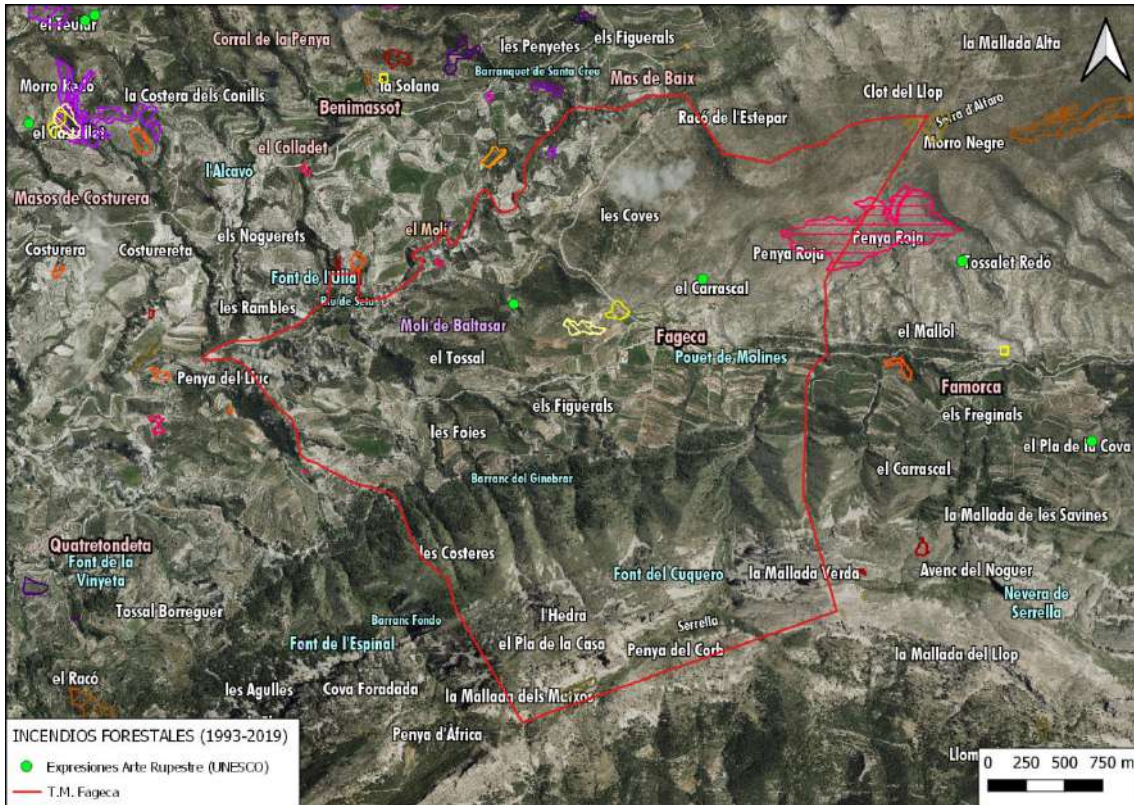 el Teular
Corral de la Penya
les Penyetes
els Figuerals
la Mallada Alta
Morro Redó
la Costera dels Conills
la Solana
Barranquet de Santa Creu
Mas de Baix
Benimassot
Clot del Llop
Racó de l'Estepar
Serra d'Alfaro
el Castellet
Morro Negre
el Colladet
l'Alcavó
Masos de Costurera
les Coves
els Noguerets
el Molí
Costurera
Costurereta
Penya Roja
Penya Roja
Tossalet Redó
Font de l'Ulla
Riu de Seta
el Carrascal
les Rambles
Molí de Baltasar
Fageca
el Mallol
el Tossal
Pouet de Molines
Penya del Lluc
Famorca
els Figuerals
els Freginals
les Foies
el Pla de la Cova
el Carrascal
Barranc del Ginebrar
la Mallada de les Savines
Quatretondeta
les Costeres
Font de la
Vinyeta
Font del Cuquero
la Mallada Verda
Avenc del Noguer
Nevera de
Serrella
Tossal Borreguer
l'Hedra
Barranc Fondo
Serrella
Font de l'Espinal
el Pla de la Casa
Penya del Corb
la Mallada del Llop
el Racó
les Agulles
Cova Foradada
la Mallada dels Mutxos
Penya d'Àfrica
INCENDIOS FORESTALES (1993-2019)
Expresiones Arte Rupestre (UNESCO)
T.M. Fageca
0 250 500 750 m